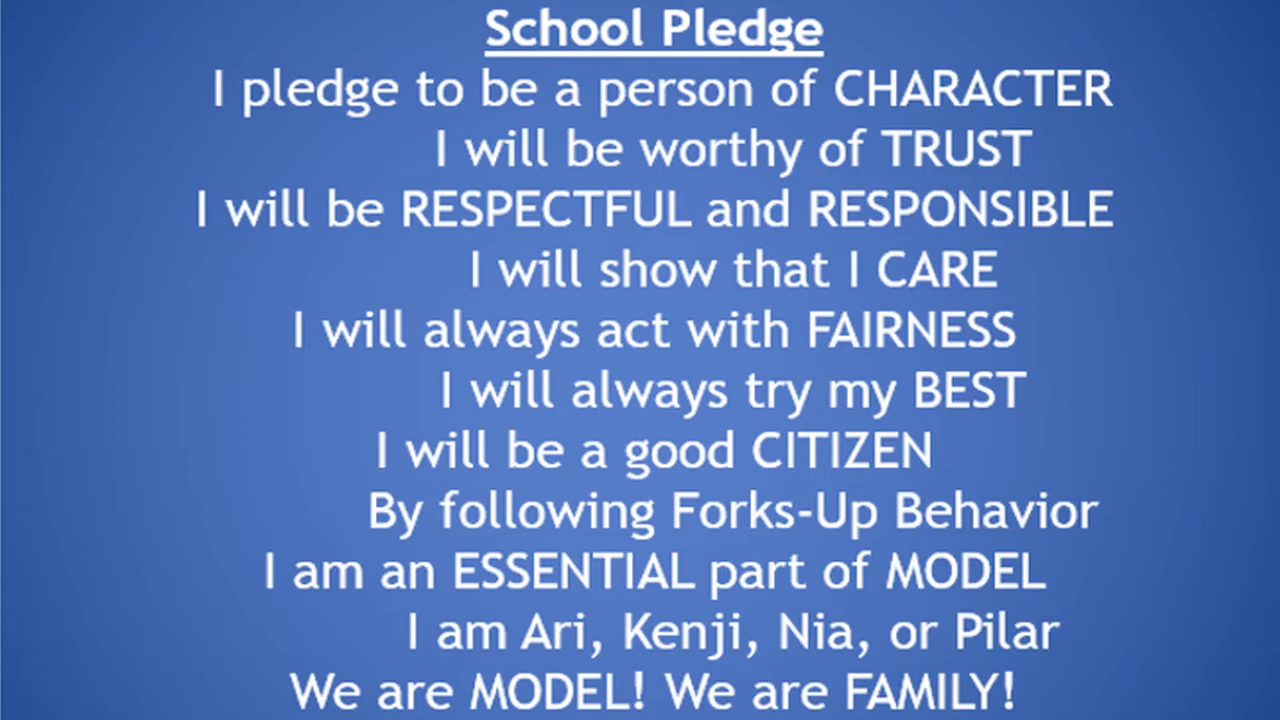 School Pledge
I pledge to be a person of CHARACTER
I will be worthy of TRUST
I will be RESPECTFUL and RESPONSIBLE
I will show that I CARE
I will always act with FAIRNESS
I will always try my BEST
I will be a good CITIZEN
By following Forks-Up Behavior
I am an ESSENTIAL part of MODEL
I am Ari, Kenji, Nia, or Pilar
We are MODEL! We are FAMILY!